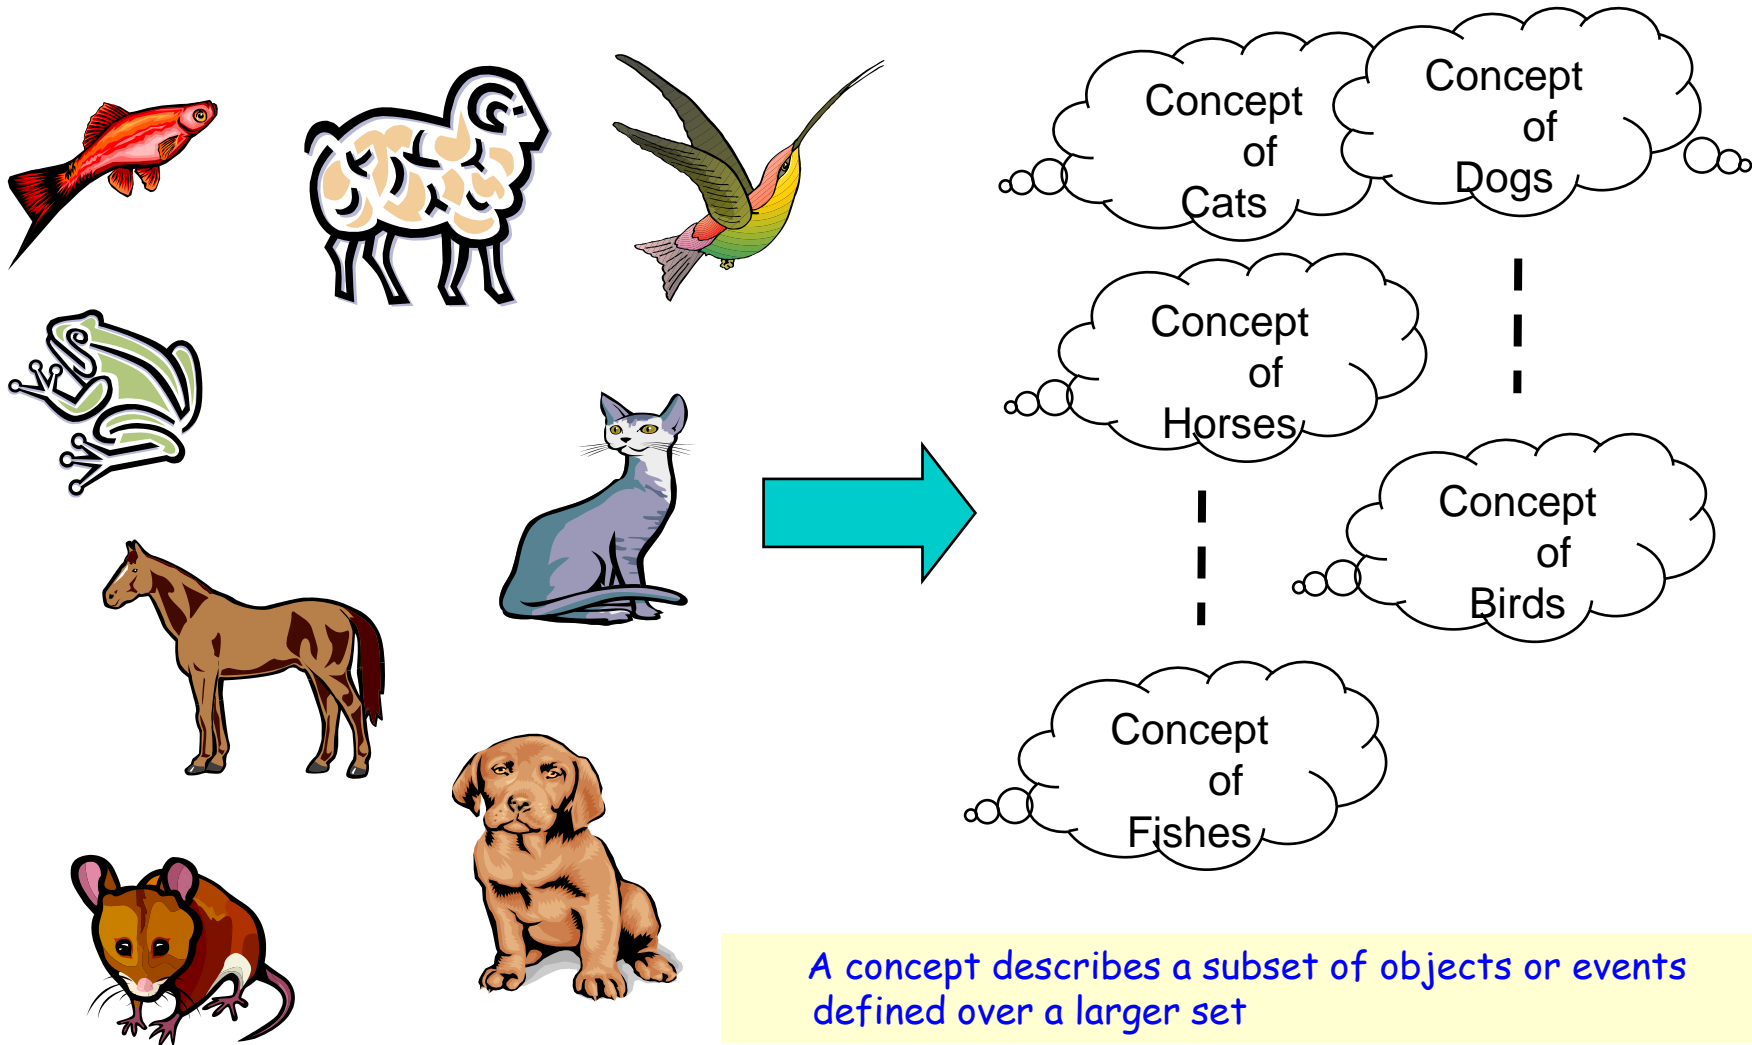 Concept
of
Cats
Concept
of
Dogs
Concept
of
Horses
Concept
of
Birds
Concept
of
Fishes
A concept describes a subset of objects or events
defined over a larger set